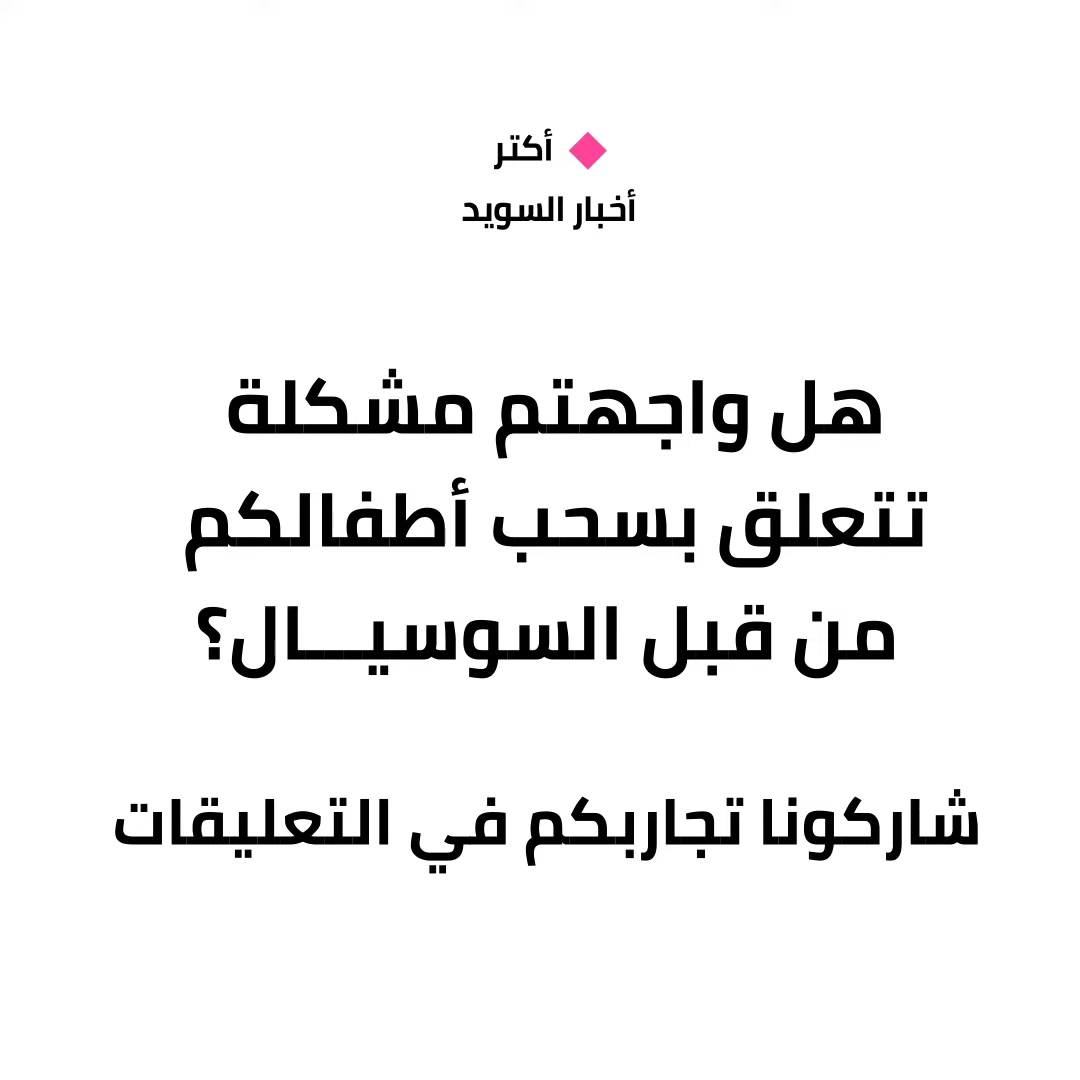 أكتر
أخبار السويد
هل واجهتم مشكلة
تتعلق بسحب أطفالكم
من قبل السوسيـــال؟
شاركونا تجاربكم في التعليقات